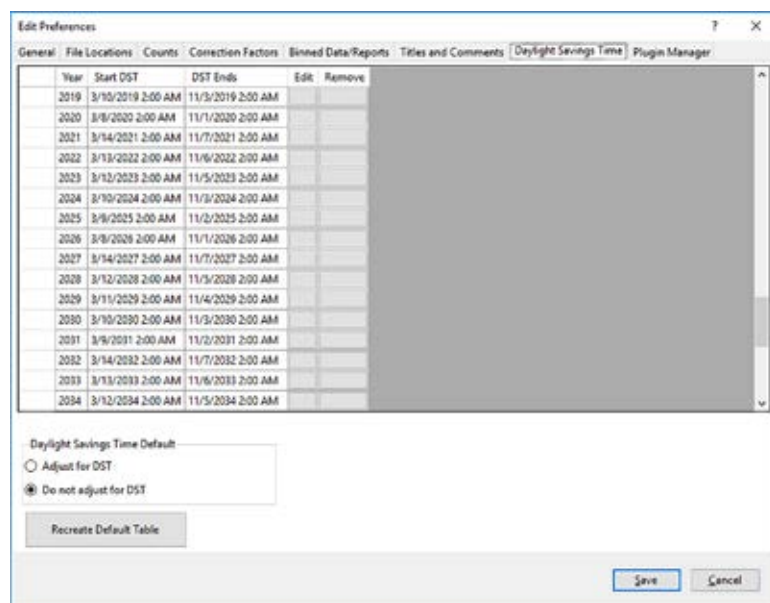 Edit Preferences ? ×
General File Locations Counts Correction Factors Binned Data/Reports Titles and Comments Daylight Savings Time Plugin Manager
Year Start DST DST Ends Edit Remove
2019 3/10/2019 2:00 AM 11/3/2019 2:00 AM
2020 3/8/2020 2:00 AM 11/1/2020 2:00 AM
2021 3/14/2021 2:00 AM 11/7/2021 2:00 AM
2022 3/13/2022 2:00 AM 11/6/2022 2:00 AM
2023 3/12/2023 2:00 AM 11/5/2023 2:00 AM
2024 3/10/2024 2:00 AM 11/3/2024 2:00 AM
2025 3/9/2025 2:00 AM 11/2/2025 2:00 AM
2026 3/8/2026 2:00 AM 11/1/2026 2:00 AM
2027 3/14/2027 2:00 AM 11/7/2027 2:00 AM
2028 3/12/2028 2:00 AM 11/5/2028 2:00 AM
2029 3/11/2029 2:00 AM 11/4/2029 2:00 AM
2030 3/10/2030 2:00 AM 11/3/2030 2:00 AM
2031 3/9/2031 2:00 AM 11/2/2031 2:00 AM
2032 3/14/2032 2:00 AM 11/7/2032 2:00 AM
2033 3/13/2033 2:00 AM 11/6/2033 2:00 AM
2034 3/12/2034 2:00 AM 11/5/2034 2:00 AM
Daylight Savings Time Default
Adjust for DST
Do not adjust for DST
Recreate Default Table
Save Cancel